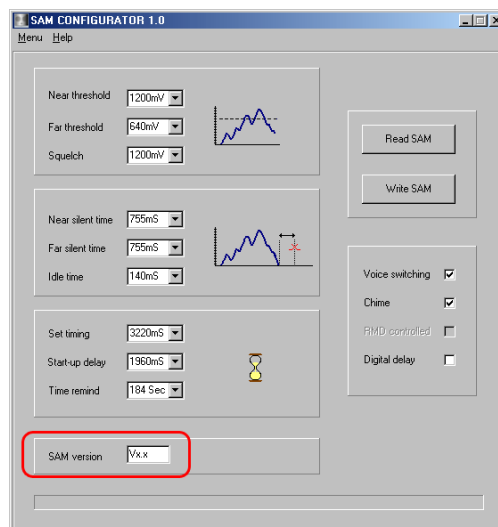 SAM CONFIGURATOR 1.0
Menu Help
Near threshold 1200mV
Far threshold 640mV
Squelch 1200mV
Read SAM
Write SAM
Near silent time 755mS
Far silent time 755mS
Idle time 140mS
Voice switching
Chime
RMD controlled
Digital delay
Set timing 3220mS
Start-up delay 1960mS
Time remind 184 Sec
SAM version Vx.x